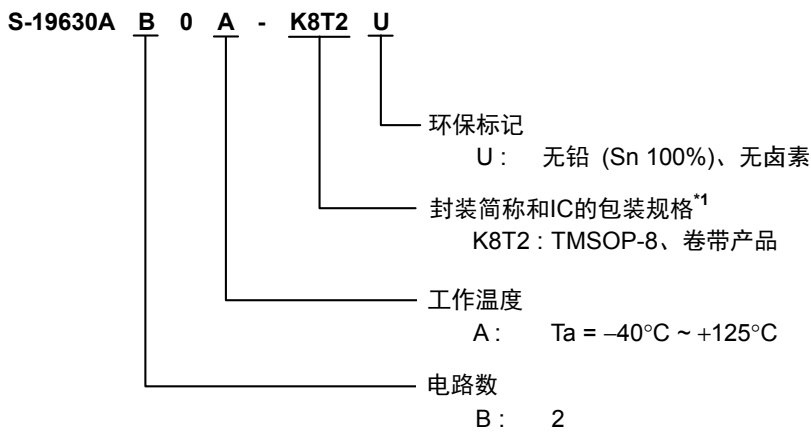 S-19630A B 0 A - K8T2 U
环保标记
U : 无铅 (Sn 100%)、无卤素
封装简称和IC的包装规格*1
K8T2 : TMSOP-8、卷带产品
工作温度
A : Ta = −40°C ~ +125°C
电路数
B : 2